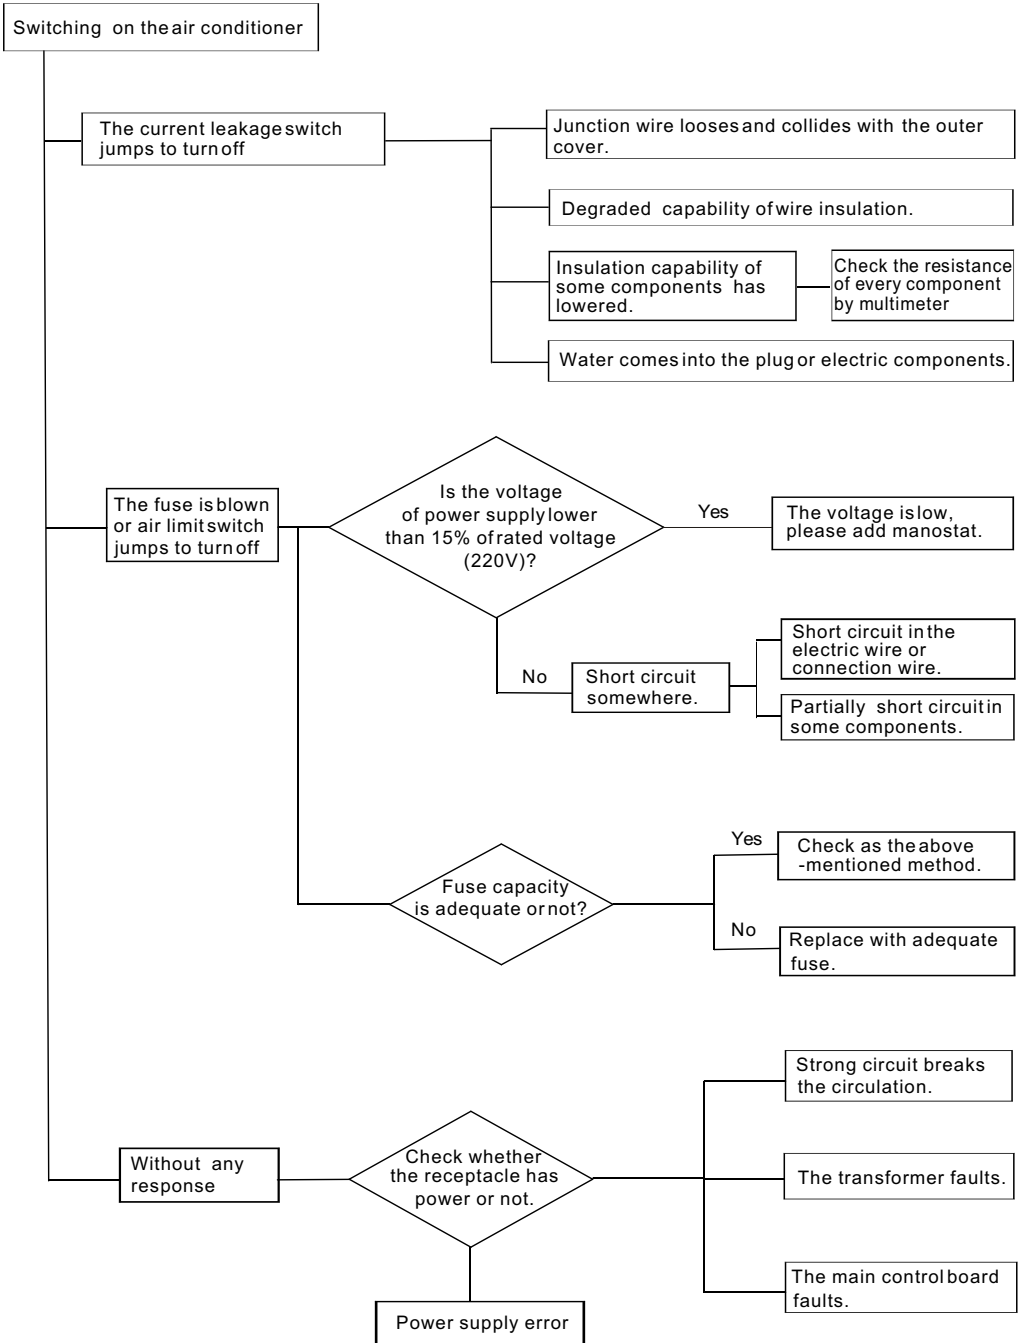 Switching on the air conditioner
The current leakage switch
jumps to turn off
Junction wire looses and collides with the outer
cover.
Degraded capability of wire insulation.
Insulation capability of
some components has
lowered.
Check the resistance
of every component
by multimeter
Water comes into the plug or electric components.
The fuse is blown
or air limit switch
jumps to turn off
Is the voltage
of power supply lower
than 15% of rated voltage
(220V)?
Yes
The voltage is low,
please add manostat.
No
Short circuit
somewhere.
Short circuit in the
electric wire or
connection wire.
Partially short circuit in
some components.
Fuse capacity
is adequate or not?
Yes
Check as the above
-mentioned method.
No
Replace with adequate
fuse.
Without any
response
Check whether
the receptacle has
power or not.
Strong circuit breaks
the circulation.
The transformer faults.
The main control board
faults.
Power supply error